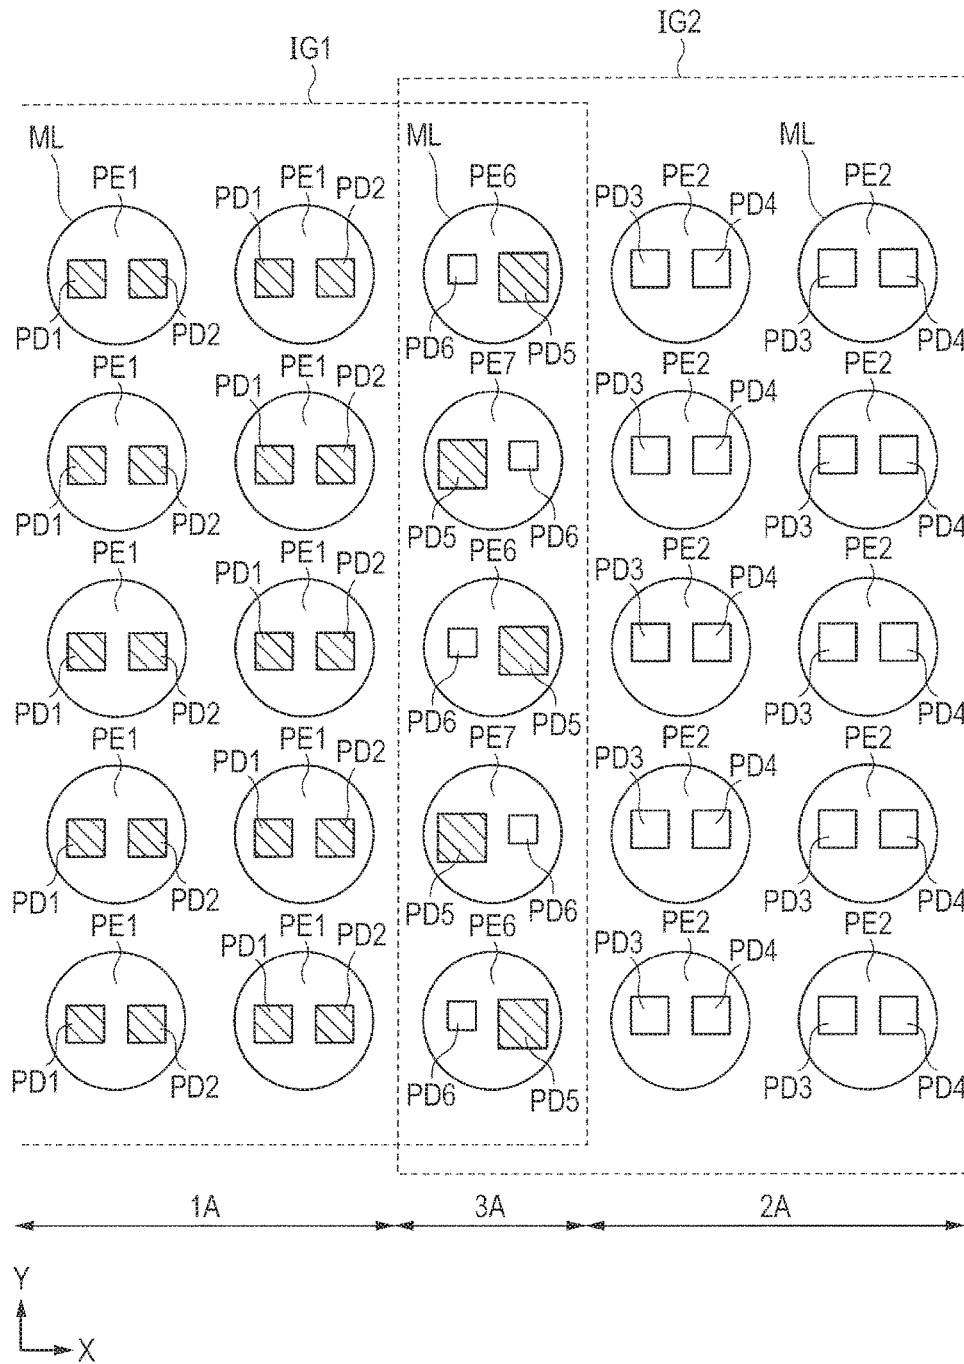 IG1 IG2
ML ML ML
PE1 PE1 PE6 PE2 PE2
PD1 PD2 PD3 PD4
PD1 PD2 PD6 PD5 PD3 PD4
PE1 PE1 PE7 PE2 PE2
PD1 PD2 PD3 PD4
PD1 PD2 PD5 PD6 PD3 PD4
PE1 PE1 PE6 PE2 PE2
PD1 PD2 PD3 PD4
PD1 PD2 PD6 PD5 PD3 PD4
PE1 PE1 PE7 PE2 PE2
PD1 PD2 PD3 PD4
PD1 PD2 PD5 PD6 PD3 PD4
PE1 PE1 PE6 PE2 PE2
PD1 PD2 PD3 PD4
PD1 PD2 PD6 PD5 PD3 PD4
1A 3A 2A
Y
X